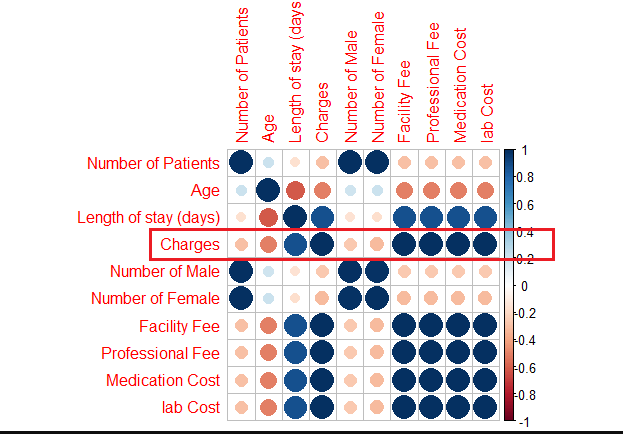 Number of Patients
Age
Length of stay (days
Charges
Number of Male
Number of Female
Facility Fee
Professional Fee
Medication Cost
lab Cost
Number of Patients
Age
Length of stay (days)
Charges
Number of Male
Number of Female
Facility Fee
Professional Fee
Medication Cost
lab Cost
1
0.8
0.6
0.4
0.2
0
-0.2
-0.4
-0.6
-0.8
-1